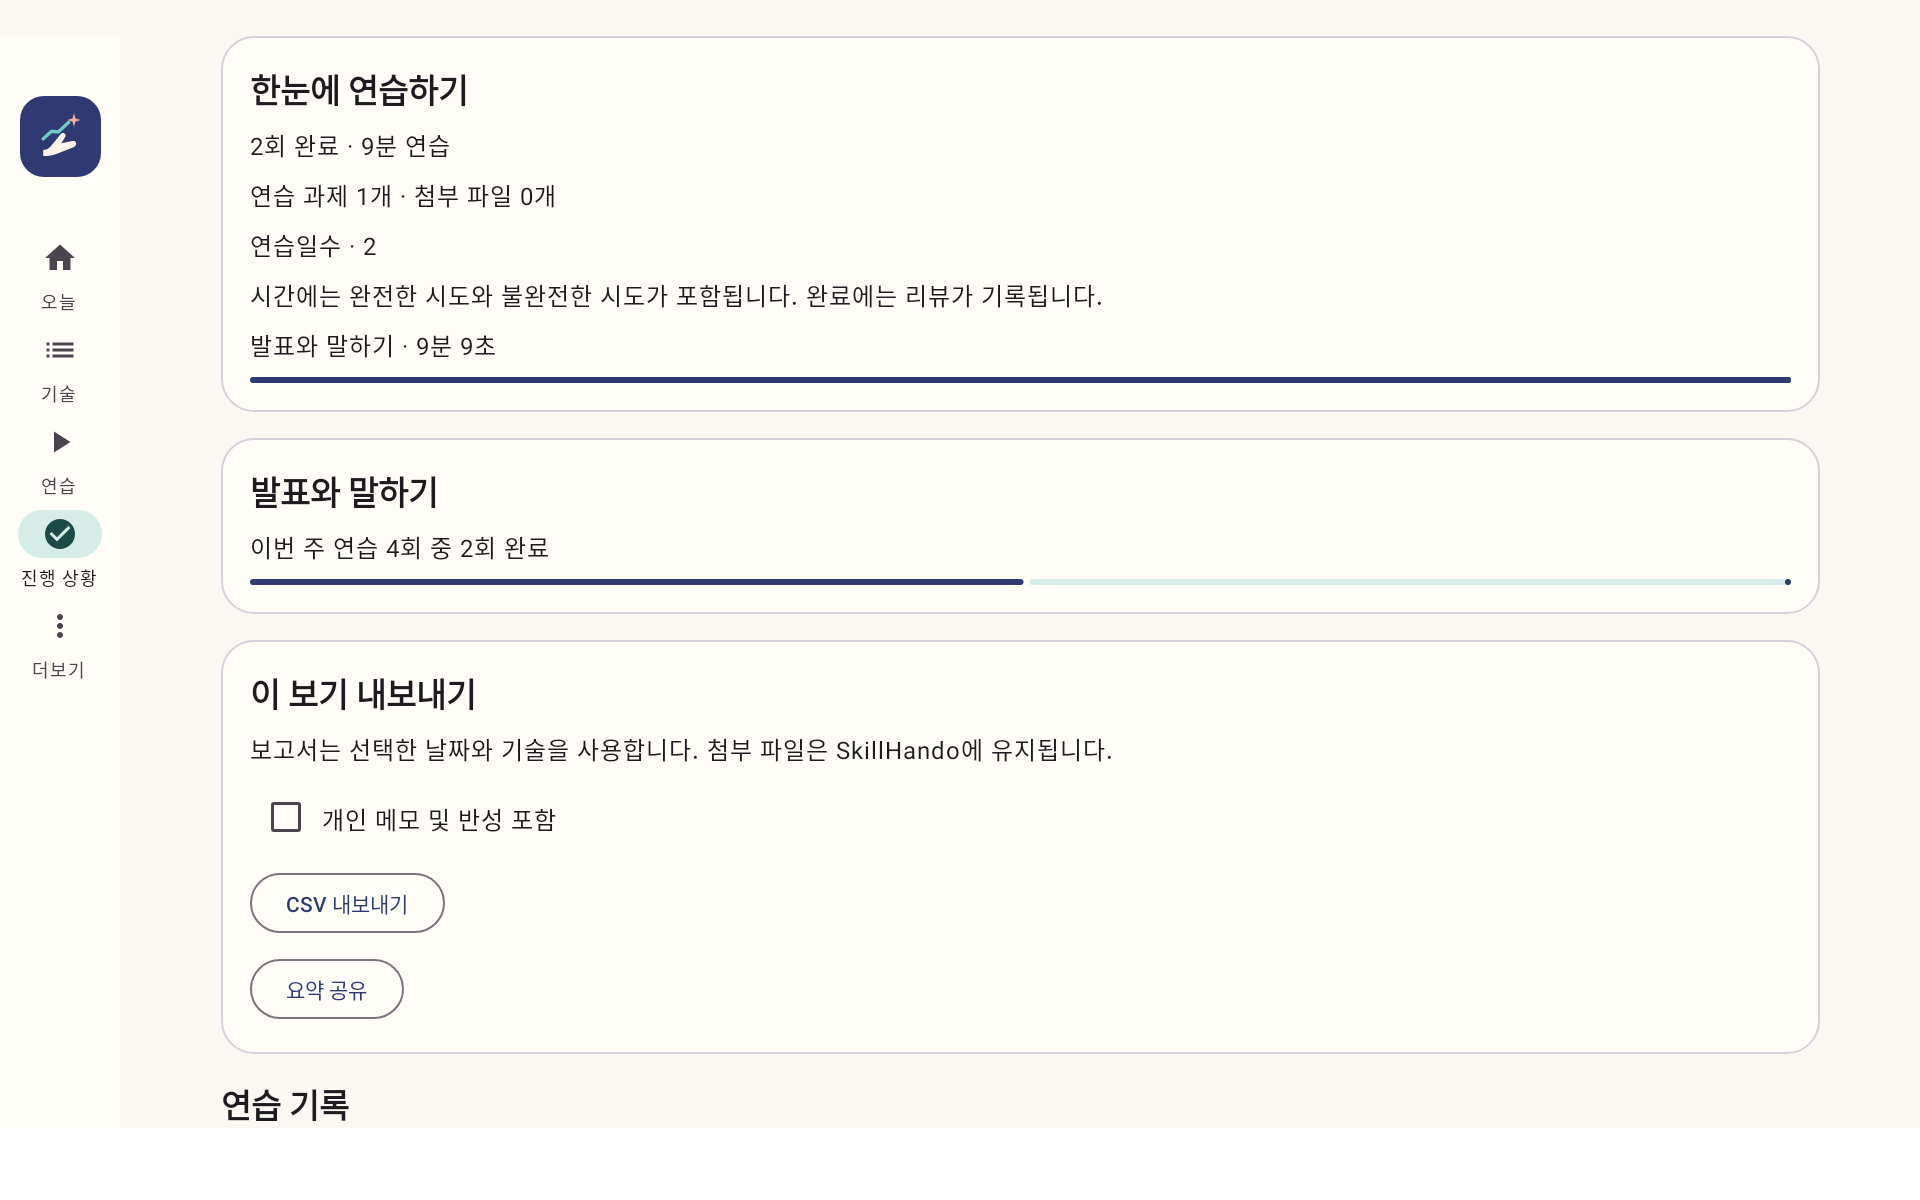 오늘
기술
연습
진행 상황
더보기
한눈에 연습하기
2회 완료 · 9분 연습
연습 과제 1개 · 첨부 파일 0개
연습일수 · 2
시간에는 완전한 시도와 불완전한 시도가 포함됩니다. 완료에는 리뷰가 기록됩니다.
발표와 말하기 · 9분 9초
발표와 말하기
이번 주 연습 4회 중 2회 완료
이 보기 내보내기
보고서는 선택한 날짜와 기술을 사용합니다. 첨부 파일은 SkillHando에 유지됩니다.
개인 메모 및 반성 포함
CSV 내보내기
요약 공유
연습 기록